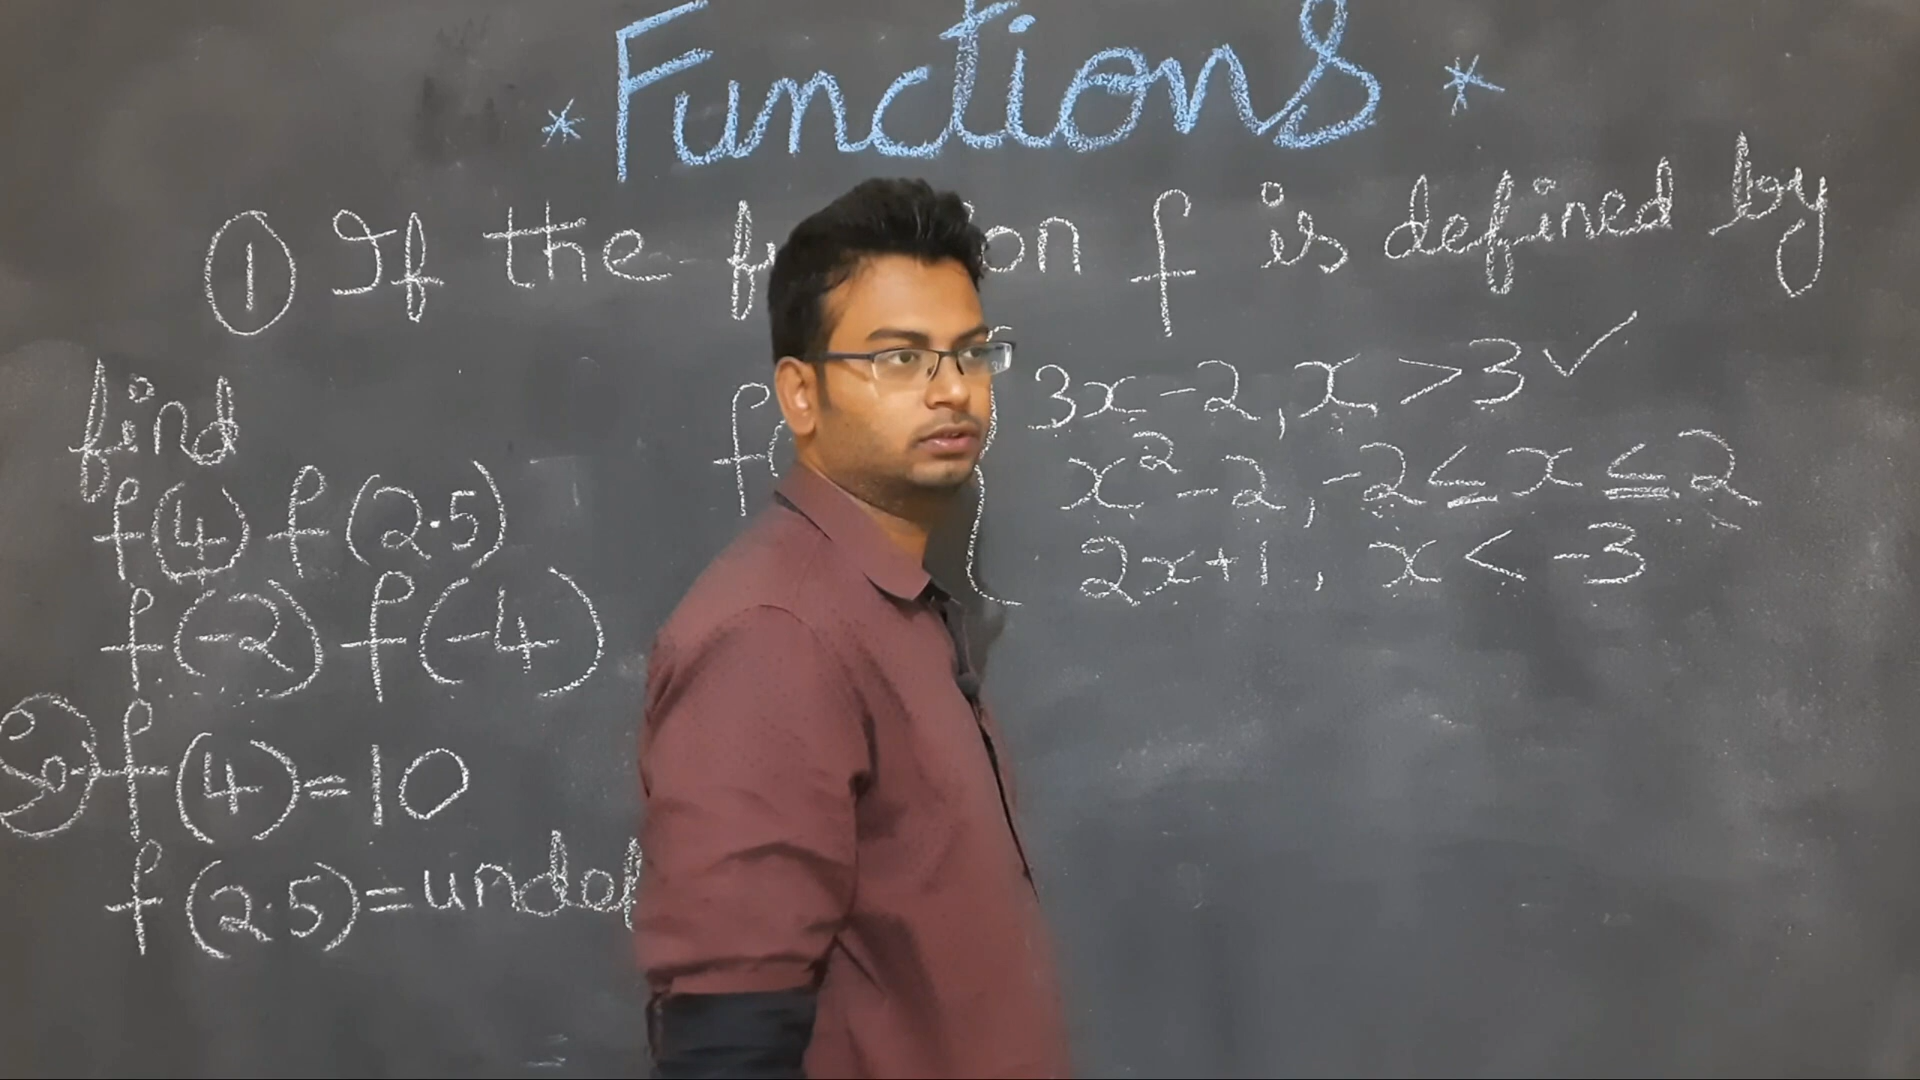 * Functions *
① If the f on f is defined by
find
f 3x-2, x >3 ✓
x²-2, -2≤x≤2
2x+1, x < -3
f(4) f(2.5)
f(-2) f(-4)
f(4)=10
f(2.5)=undef